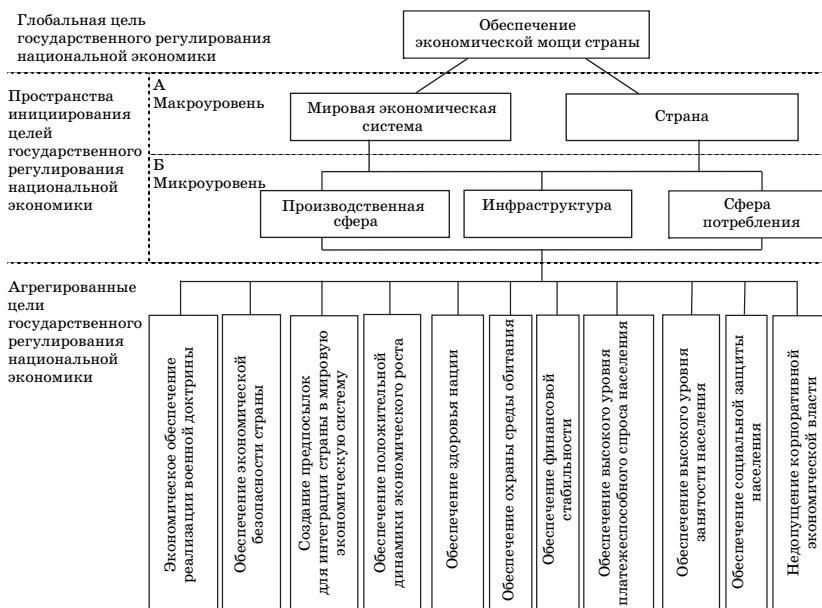 Глобальная цель
государственного регулирования
национальной экономики
Обеспечение
экономической мощи страны
Пространства
инициирования
целей
государственного
регулирования
национальной
экономики
А
Макроуровень
Мировая экономическая
система
Страна
Б
Микроуровень
Производственная
сфера
Инфраструктура
Сфера
потребления
Агрегированные
цели
государственного
регулирования
национальной
экономики
Экономическое обеспечение
реализации военной доктрины
Обеспечение экономической
безопасности страны
Создание предпосылок
для интеграции страны в мировую
экономическую систему
Обеспечение положительной
динамики экономического роста
Обеспечение здоровья нации
Обеспечение охраны среды обитания
Обеспечение финансовой
стабильности
Обеспечение высокого уровня
платежеспособного спроса населения
Обеспечение высокого уровня
занятости населения
Обеспечение социальной защиты
населения
Недопущение корпоративной
экономической власти